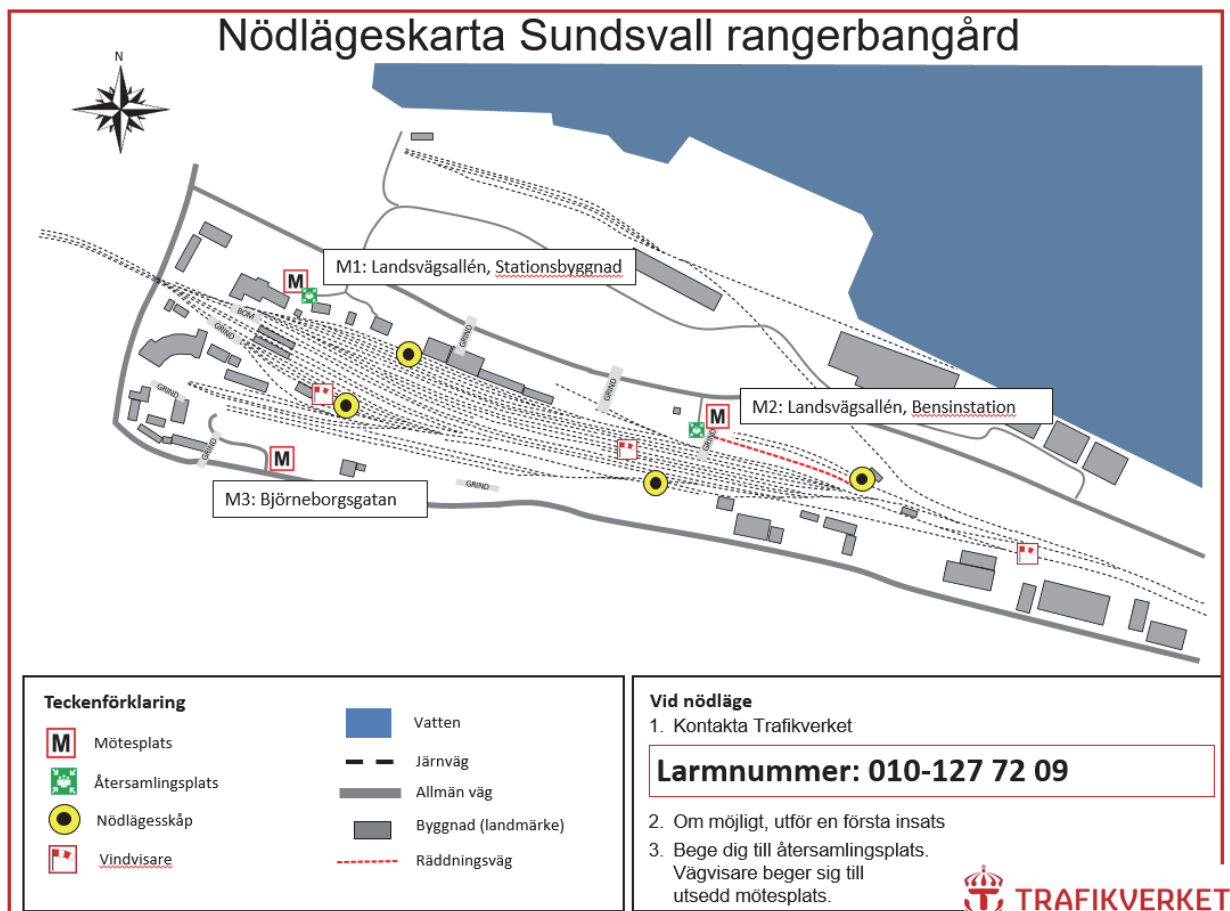 Nödlägeskarta Sundsvall rangerbangård
N
M1: Landsvägsallén, Stationsbyggnad
M
BOM
GRIND
GRIND
GRIND
GRIND
M2: Landsvägsallén, Bensinstation
M
GRIND
GRIND
M
GRIND
GRIND
M3: Björneborgsgatan
Teckenförklaring
M Mötesplats
Återsamlingsplats
Nödlägesskåp
Vindvisare
Vatten
Järnväg
Allmän väg
Byggnad (landmärke)
Räddningsväg
Vid nödläge
1. Kontakta Trafikverket
Larmnummer: 010-127 72 09
2. Om möjligt, utför en första insats
3. Bege dig till återsamlingsplats.
Vägvisare beger sig till
utsedd mötesplats.
TRAFIKVERKET